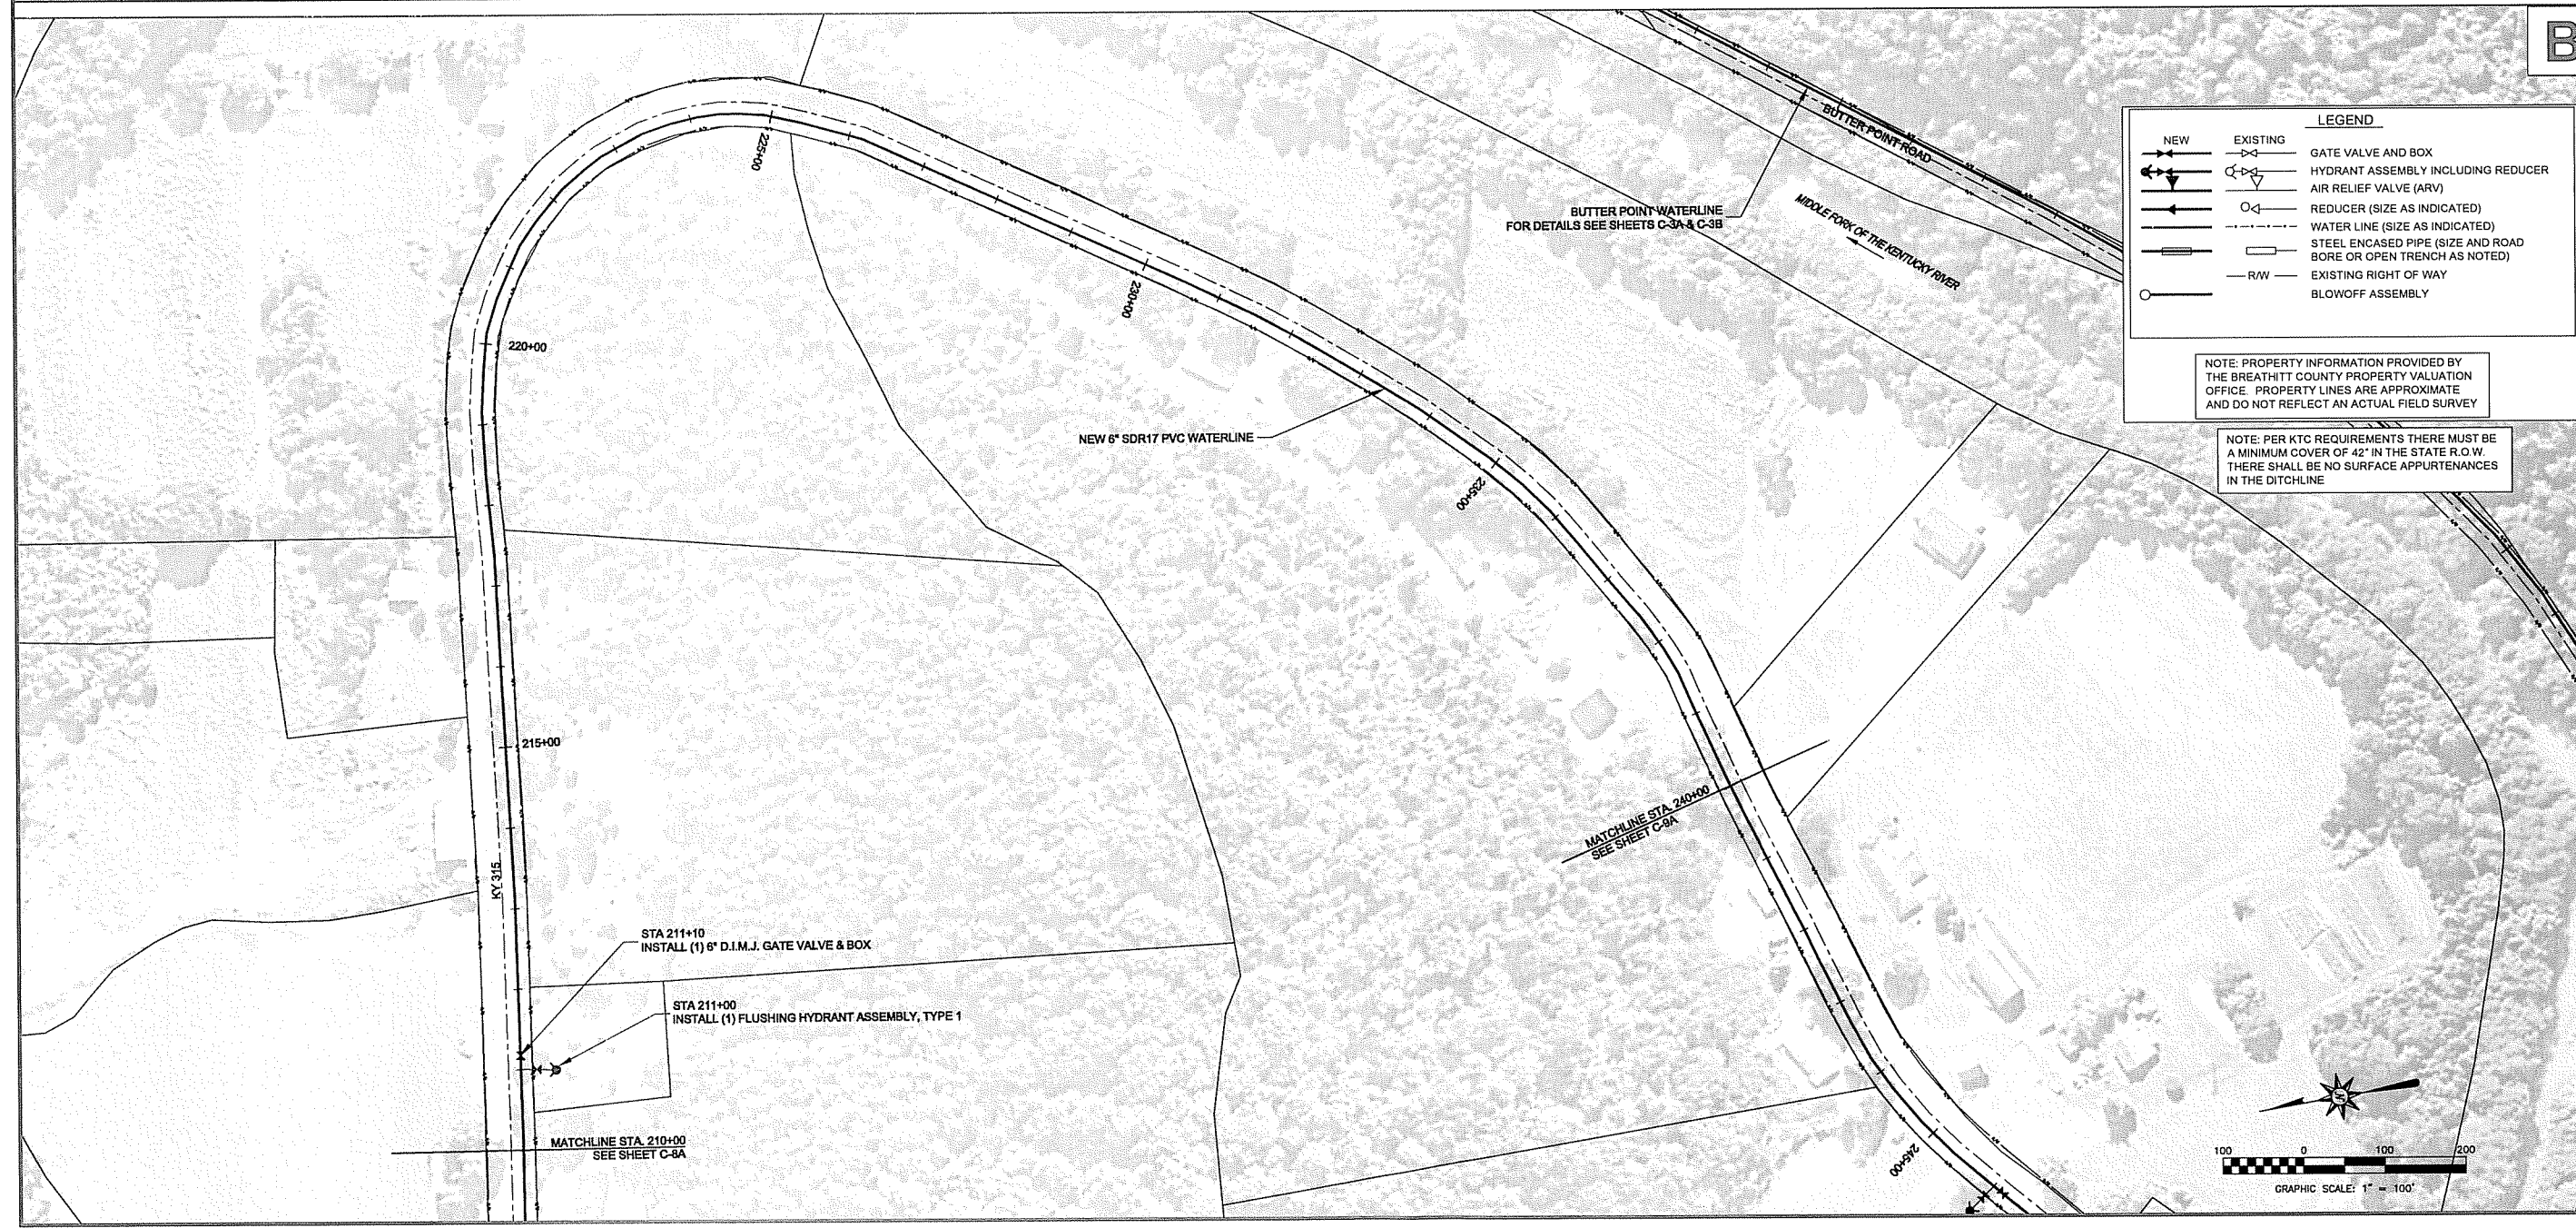 B
LEGEND
NEW EXISTING
GATE VALVE AND BOX
HYDRANT ASSEMBLY INCLUDING REDUCER
AIR RELIEF VALVE (ARV)
REDUCER (SIZE AS INDICATED)
WATER LINE (SIZE AS INDICATED)
STEEL ENCASED PIPE (SIZE AND ROAD
BORE OR OPEN TRENCH AS NOTED)
R/W EXISTING RIGHT OF WAY
BLOWOFF ASSEMBLY
NOTE: PROPERTY INFORMATION PROVIDED BY
THE BREATHITT COUNTY PROPERTY VALUATION
OFFICE. PROPERTY LINES ARE APPROXIMATE
AND DO NOT REFLECT AN ACTUAL FIELD SURVEY
NOTE: PER KTC REQUIREMENTS THERE MUST BE
A MINIMUM COVER OF 42" IN THE STATE R.O.W.
THERE SHALL BE NO SURFACE APPURTENANCES
IN THE DITCHLINE
BUTTER POINT ROAD
BUTTER POINT WATERLINE
FOR DETAILS SEE SHEETS C-3A & C-3B
MIDDLE FORK OF THE KENTUCKY RIVER
225+00
230+00
220+00
NEW 6" SDR17 PVC WATERLINE
235+00
215+00
MATCHLINE STA. 240+00
SEE SHEET C-9A
KY 315
STA 211+10
INSTALL (1) 6" D.I.M.J. GATE VALVE & BOX
STA 211+00
INSTALL (1) FLUSHING HYDRANT ASSEMBLY, TYPE 1
MATCHLINE STA. 210+00
SEE SHEET C-8A
245+00
N
100 0 100 200
GRAPHIC SCALE: 1" = 100'